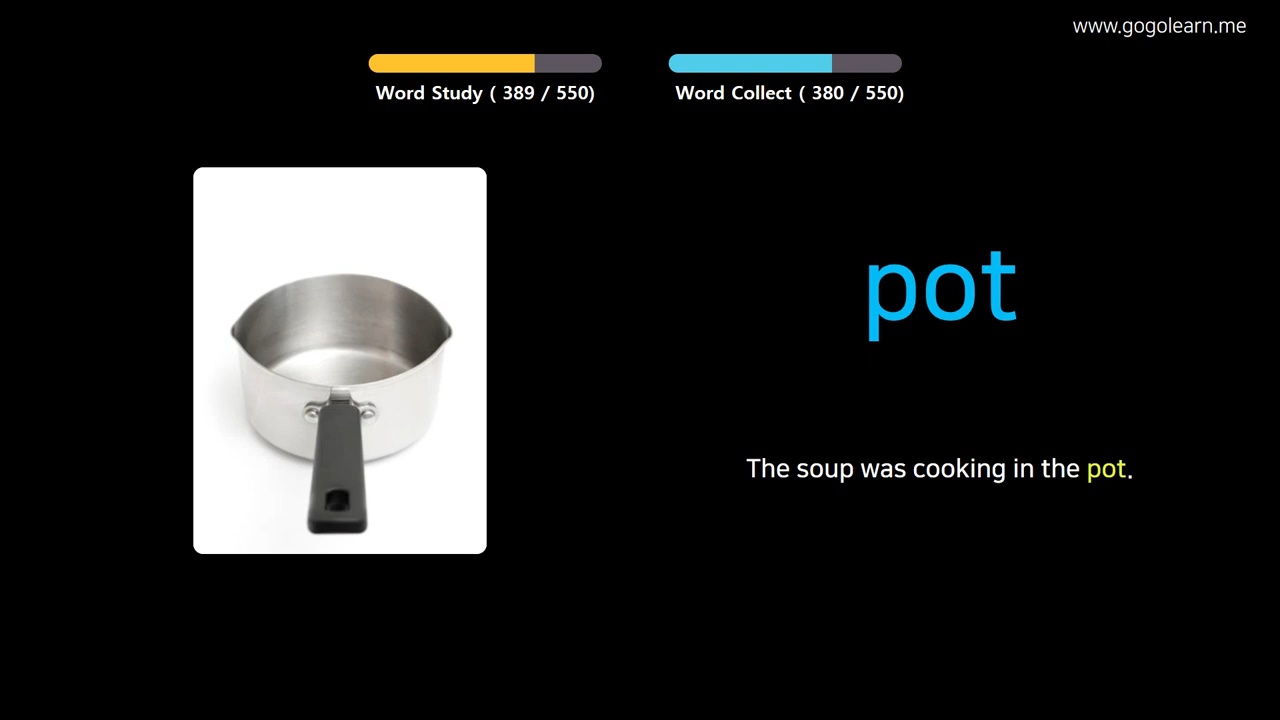 www.gogolearn.me
Word Study ( 389 / 550)
Word Collect ( 380 / 550)
pot
The soup was cooking in the pot.